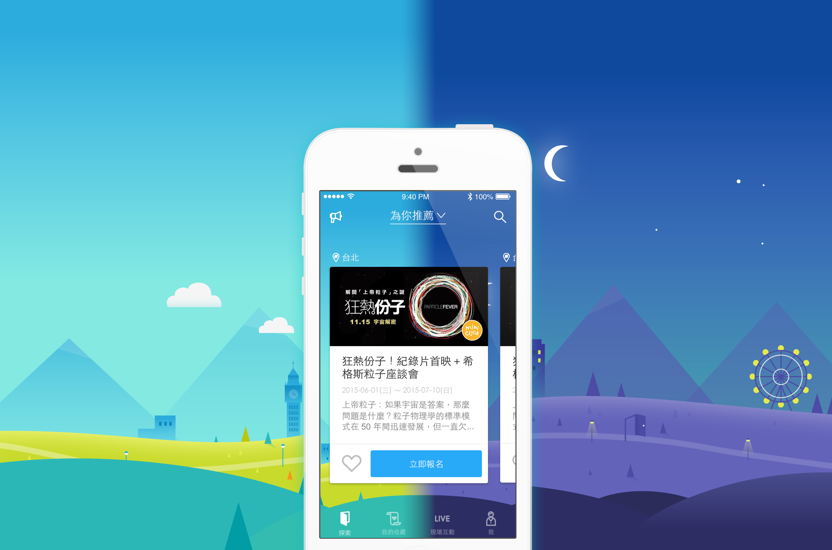 9:40 PM
100%
為你推薦
台北
解開「上帝粒子」之謎
狂熱份子
11.15 宇宙解密
PARTICLE FEVER
mini
狂熱份子！紀錄片首映 + 希
格斯粒子座談會
2015-06-01(三) — 2015-07-10(日)
上帝粒子：如果宇宙是答案，那麼
問題是什麼？粒子物理學的標準模
式在 50 年間迅速發展，但一直欠...
立即報名
探索
LIVE
現場互動
我